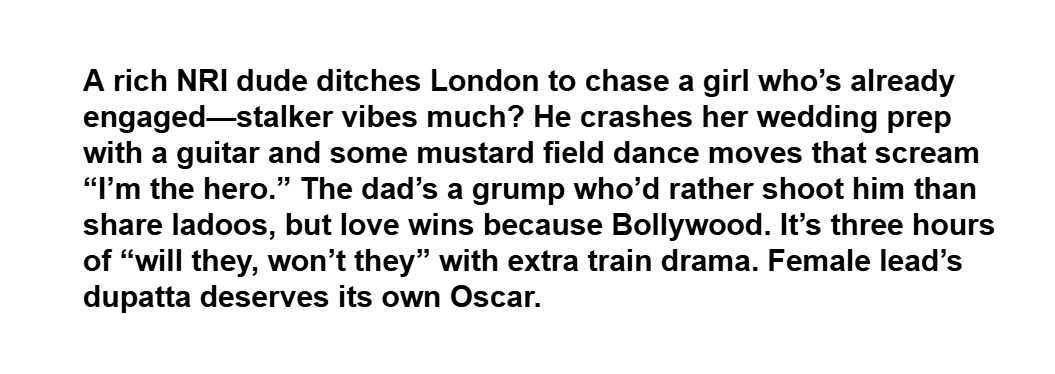 A rich NRI dude ditches London to chase a girl who’s already
engaged—stalker vibes much? He crashes her wedding prep
with a guitar and some mustard field dance moves that scream
“I’m the hero.” The dad’s a grump who’d rather shoot him than
share ladoos, but love wins because Bollywood. It’s three hours
of “will they, won’t they” with extra train drama. Female lead’s
dupatta deserves its own Oscar.